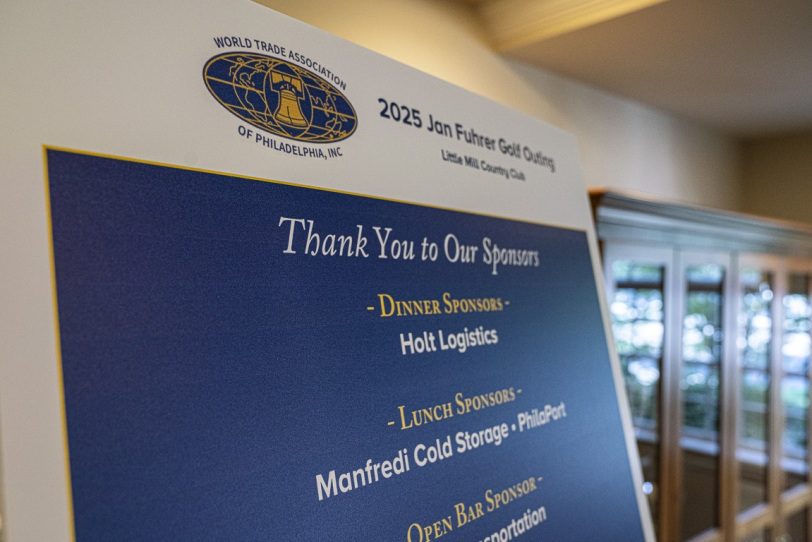 WORLD TRADE ASSOCIATION
OF PHILADELPHIA, INC
2025 Jan Fuhrer Golf Outing
Little Mill Country Club
Thank You to Our Sponsors
- DINNER SPONSORS -
Holt Logistics
- LUNCH SPONSORS -
Manfredi Cold Storage • PhilaPort
OPEN BAR SPONSOR -